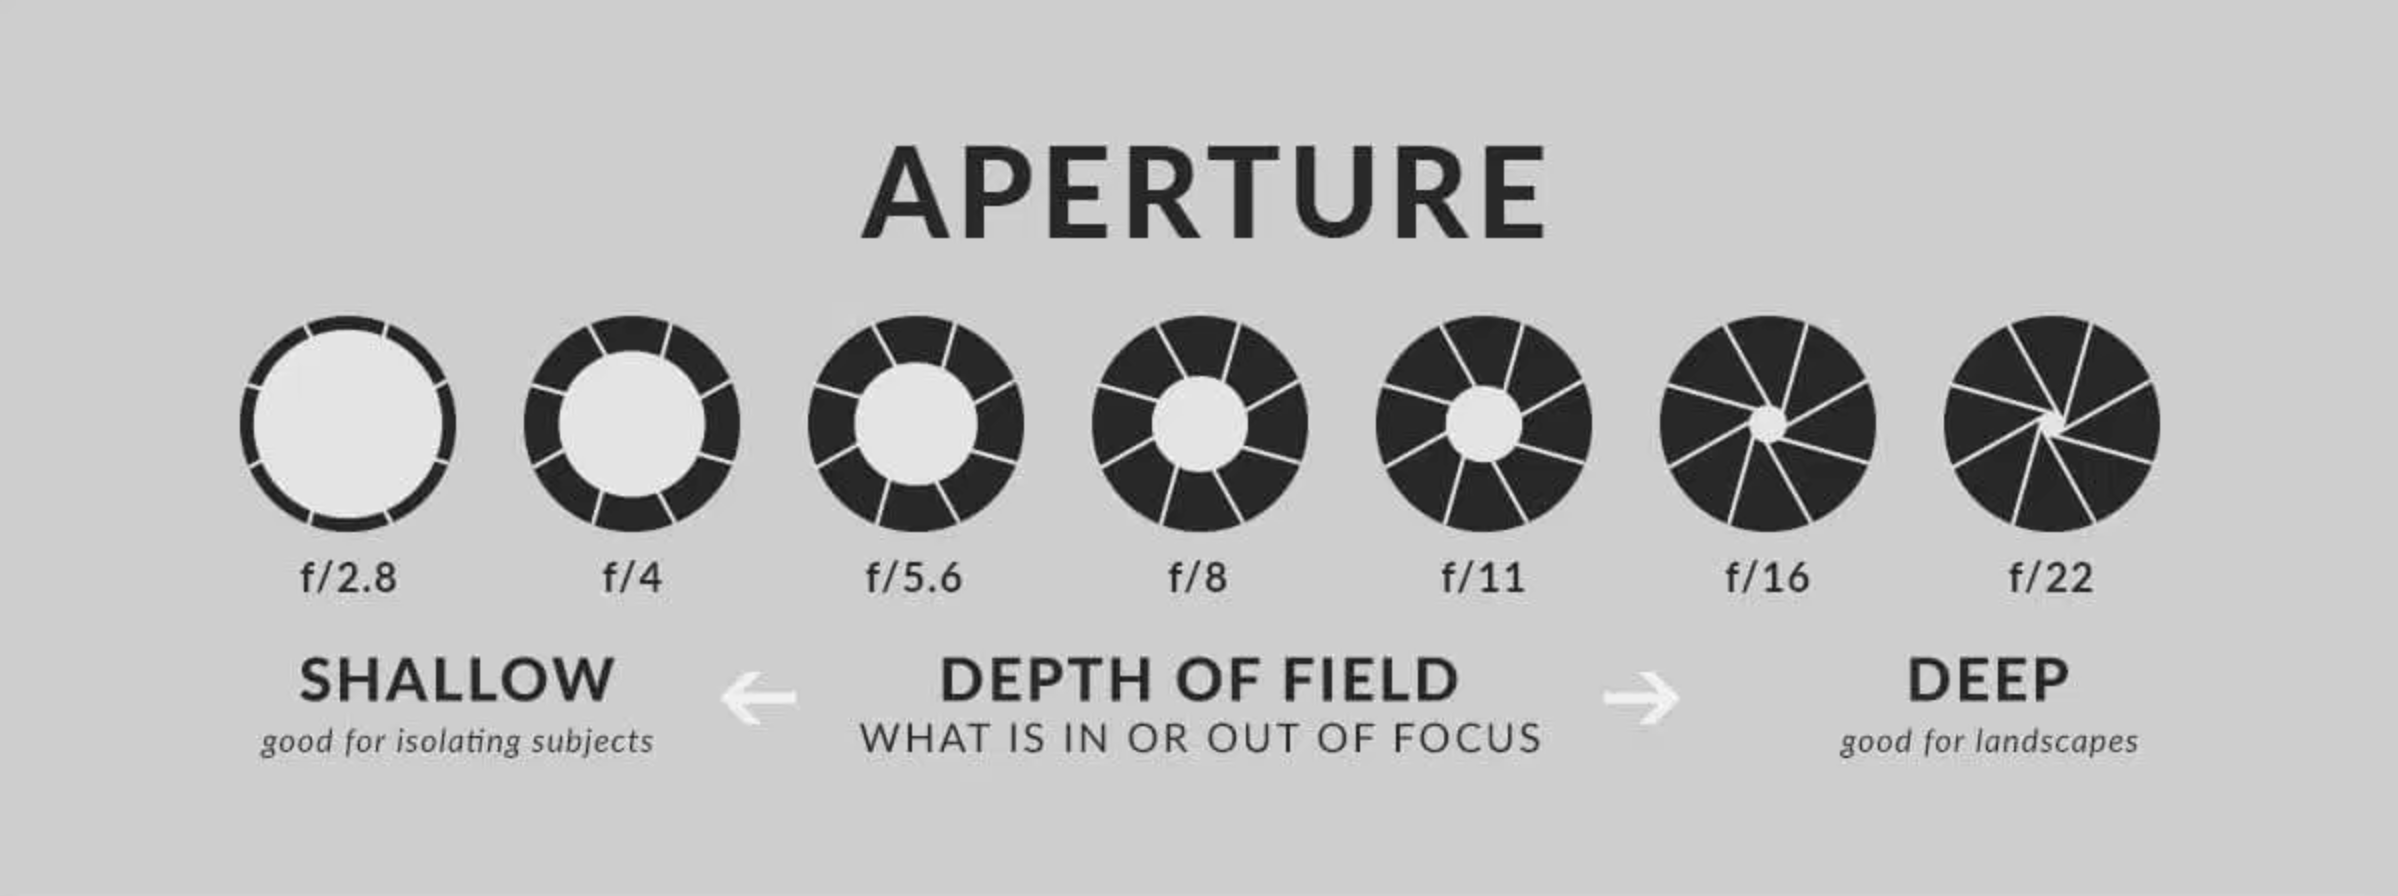 APERTURE
f/2.8 f/4 f/5.6 f/8 f/11 f/16 f/22
SHALLOW
good for isolating subjects
DEPTH OF FIELD
WHAT IS IN OR OUT OF FOCUS
DEEP
good for landscapes